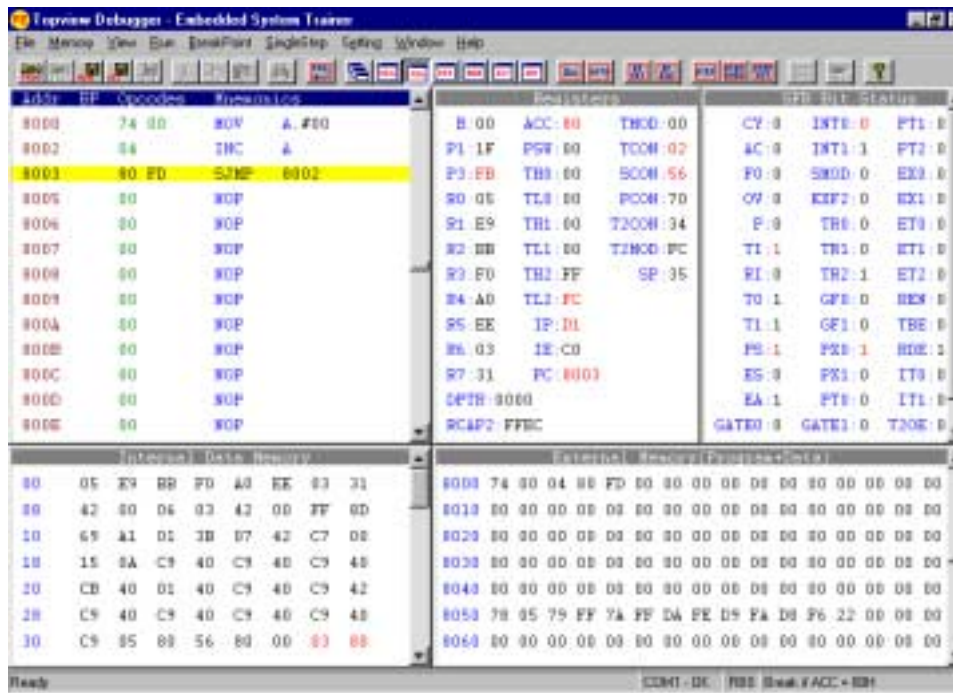 Topview Debugger - Embedded System Trainer
File Memory View Run BreakPoint SingleStep Setting Window Help
Addr BP Opcodes Mnemonics
8000 74 00 MOV A,#00
8002 04 INC A
8003 80 FD SJMP 8002
8005 00 NOP
8006 00 NOP
8007 00 NOP
8008 00 NOP
8009 00 NOP
800A 00 NOP
800B 00 NOP
800C 00 NOP
800D 00 NOP
800E 00 NOP
Registers
B:00 ACC:80 TMOD:00
P1:1F PSW:00 TCON:02
P3:FB TH0:00 SCON:56
R0:05 TL0:00 PCON:70
R1:E9 TH1:00 T2CON:34
R2:BB TL1:00 T2MOD:FC
R3:F0 TH2:FF SP:35
R4:A0 TL2:FC
R5:EE IP:D1
R6:03 IE:C0
R7:31 PC:8003
DPTR:0000
RCAP2:FFEC
SFR Bit Status
CY:0 INT0:0 PT1:0
AC:0 INT1:1 PT2:0
F0:0 SMOD:0 EX0:0
OV:0 EXF2:0 EX1:0
P:0 TR0:0 ET0:0
TI:1 TR1:0 ET1:0
RI:0 TR2:1 ET2:0
T0:1 GF0:0 REN:
T1:1 GF1:0 TBE:0
PS:1 PX0:1 RDE:1
ES:0 PX1:0 IT0:0
EA:1 PT0:0 IT1:0
GATE0:0 GATE1:0 T2OE:0
Internal Data Memory
00 05 E9 BB F0 A0 EE 03 31
08 42 00 06 03 42 00 FF 0D
10 69 A1 01 3B 07 42 C7
18 15 0A C9 40 C9 40 C9 40
20 CB 40 01 40 C9 40 C9 42
28 C9 40 C9 40 C9 40 C9 40
30 C9 05 80 56 80 00 03 80
External Memory(Program+Data)
8000 74 00 04 80 FD 00 00 00 00 00 00 00 00 00 00 00
8010 00 00 00 00 00 00 00 00 00 00 00 00 00 00 00 00
8020 00 00 00 00 00 00 00 00 00 00 00 00 00 00 00 00
8030 00 00 00 00 00 00 00 00 00 00 00 00 00 00 00 00
8040 00 00 00 00 00 00 00 00 00 00 00 00 00 00 00 00
8050 78 05 79 FF 7A FF DA FE D9 FA D8 F6 22 00 00 00
8060 00 00 00 00 00 00 00 00 00 00 00 00 00 00 00 00
Ready COM1 - OK Break if ACC = 80H